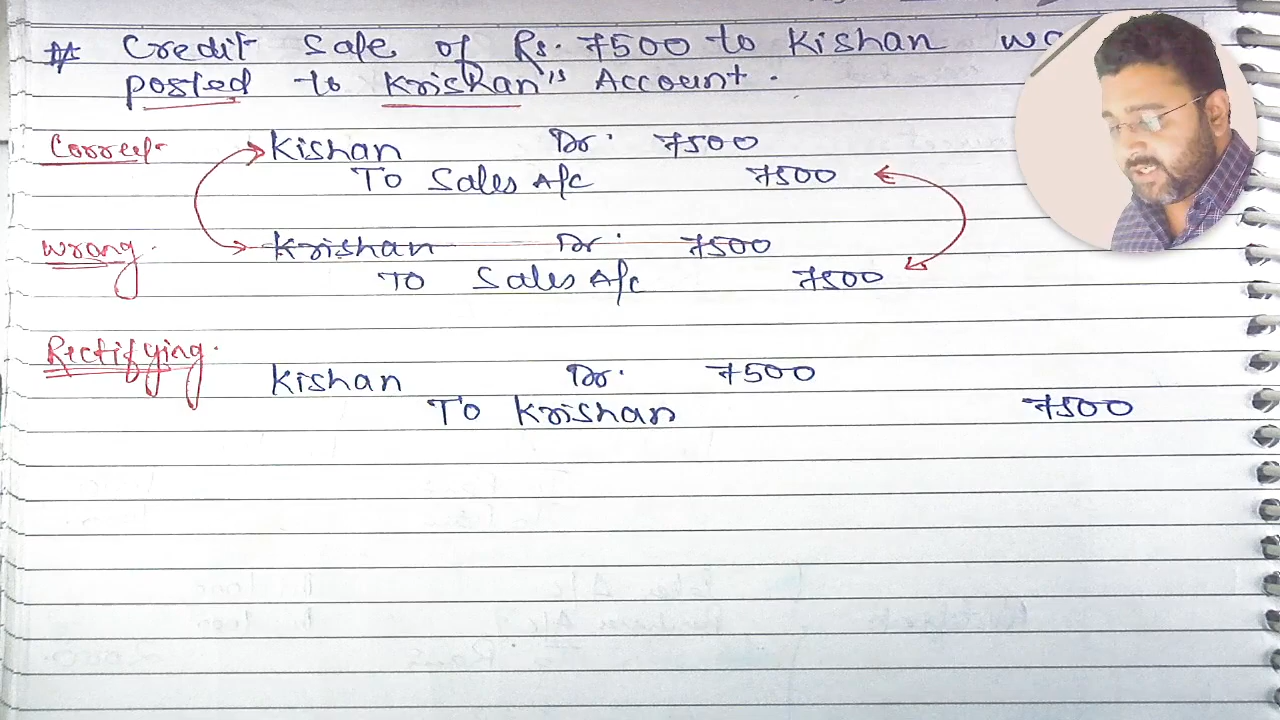 * Credit Sale of Rs. 7500 to Kishan
posted to Krishan's Account.
Correct Kishan Dr. 7500
To Sales A/c 7500
Wrong. Krishan Dr. 7500
To Sales A/c 7500
Rectifying.
Kishan Dr. 7500
To Krishan 7500